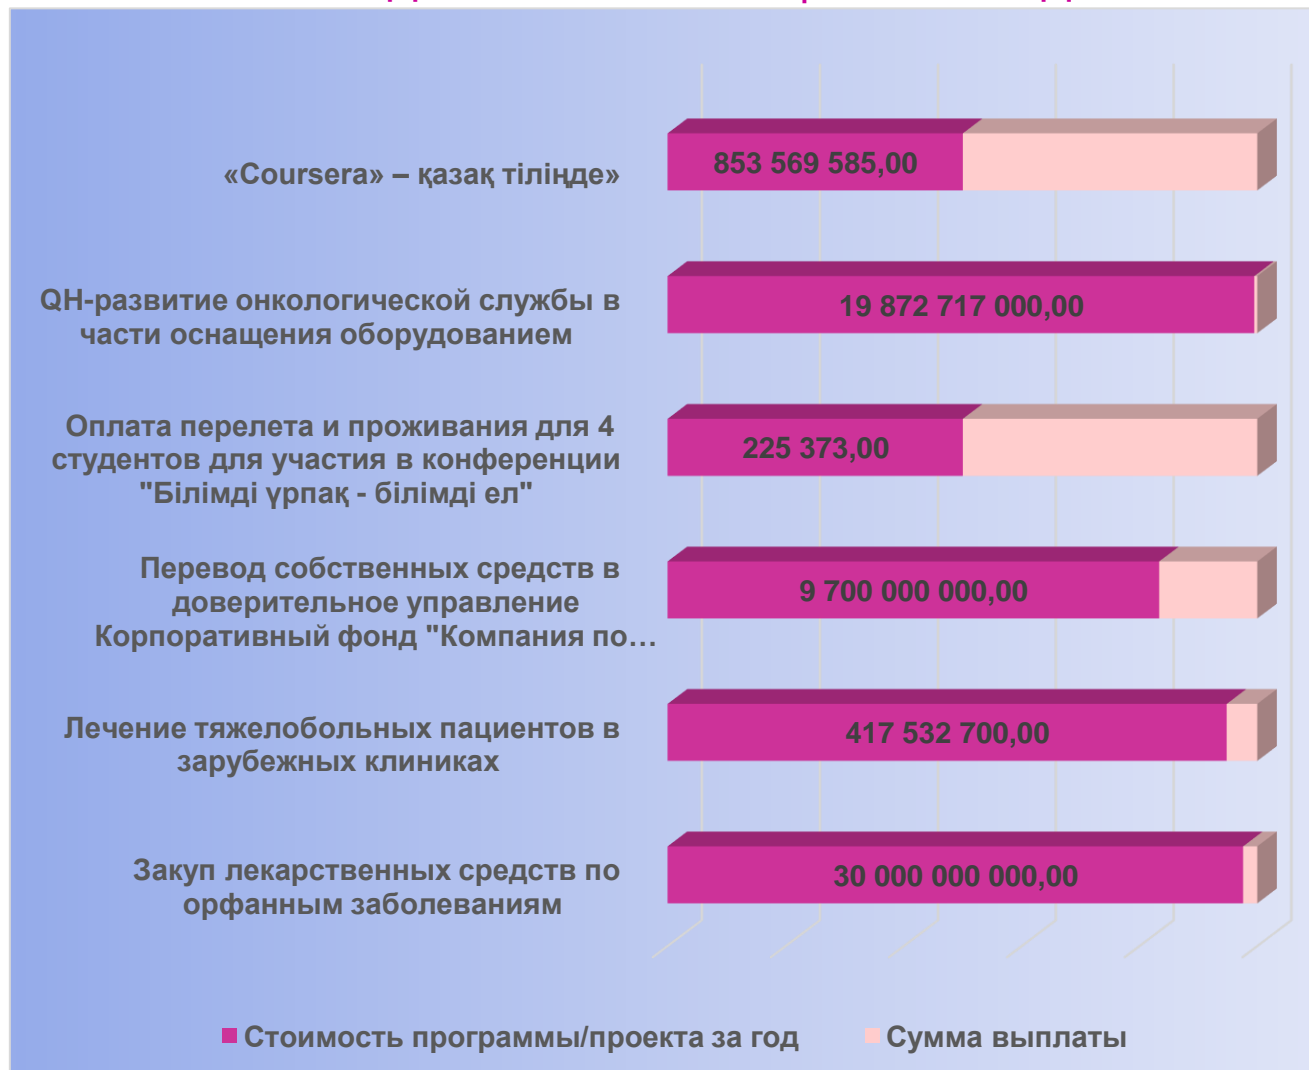 «Coursera» – қазақ тілінде»
853 569 585,00
QH-развитие онкологической службы в
части оснащения оборудованием
19 872 717 000,00
Оплата перелета и проживания для 4
студентов для участия в конференции
"Білімді үрпақ - білімді ел"
225 373,00
Перевод собственных средств в
доверительное управление
Корпоративный фонд "Компания по…
9 700 000 000,00
Лечение тяжелобольных пациентов в
зарубежных клиниках
417 532 700,00
Закуп лекарственных средств по
орфанным заболеваниям
30 000 000 000,00
Стоимость программы/проекта за год
Сумма выплаты